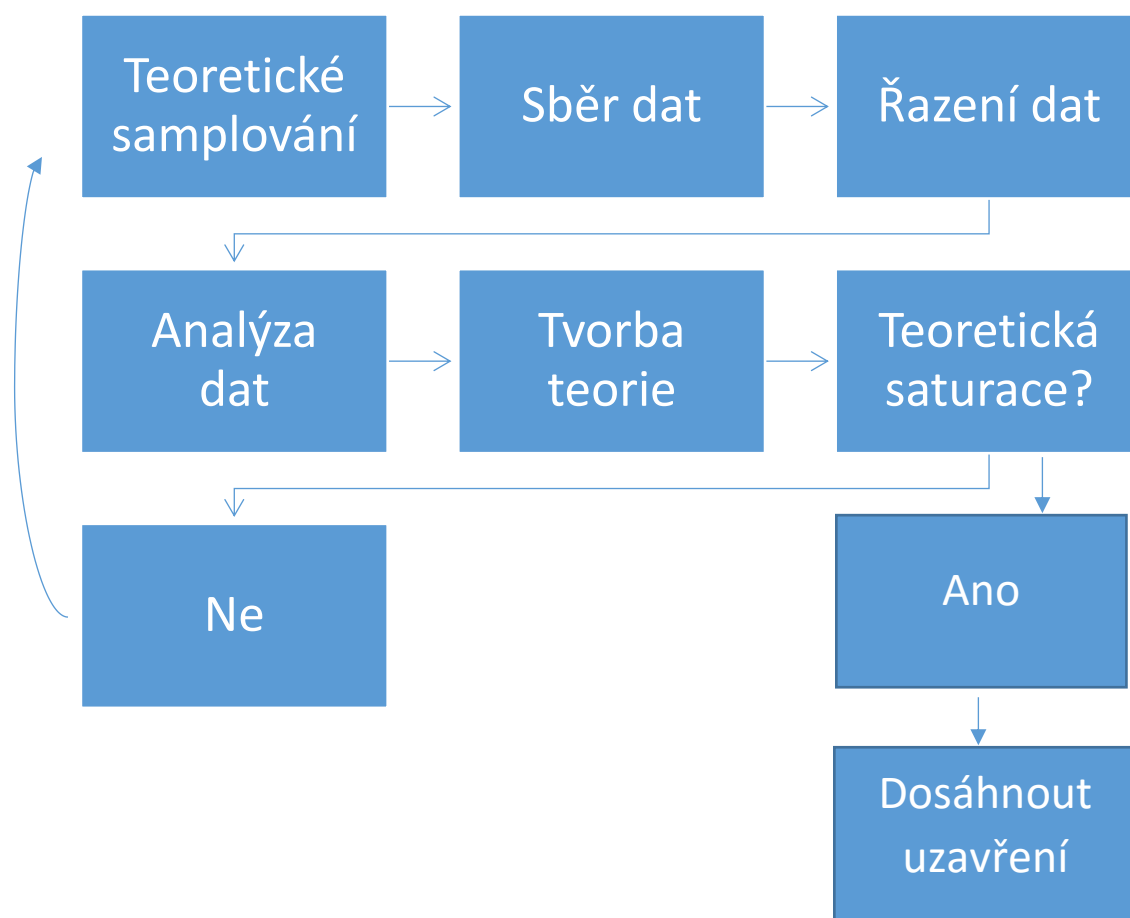 Teoretické
samplování
Sběr dat
Řazení dat
Analýza
dat
Tvorba
teorie
Teoretická
saturace?
Ne
Ano
Dosáhnout
uzavření